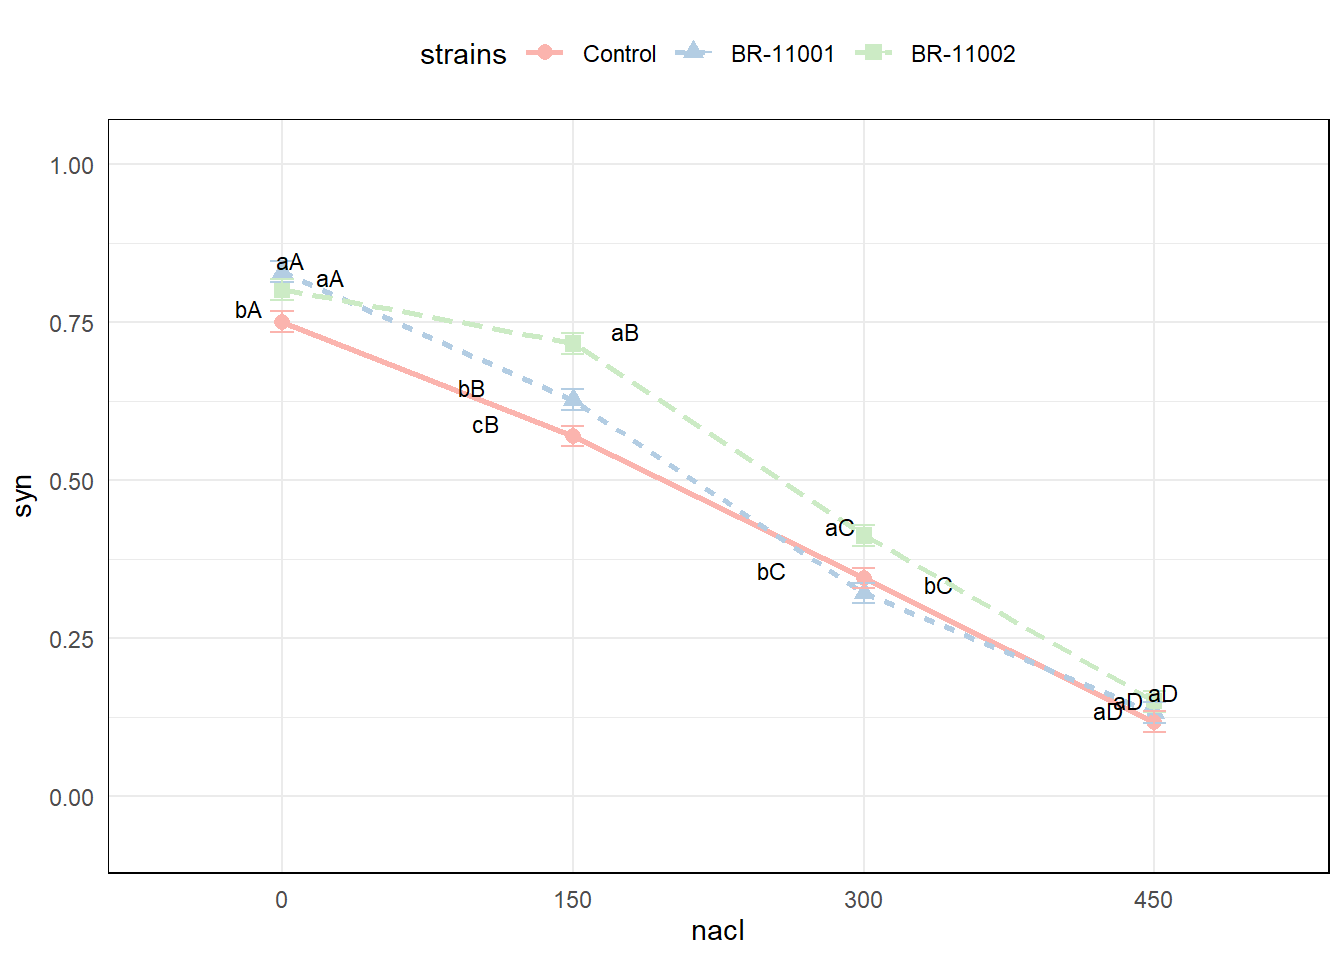 strains Control BR-11001 BR-11002
1.00
aA
aA
bA
0.75
aB
bB
cB
0.50
aC
bC
bC
0.25
aD
aD
aD
0.00
syn
0 150 300 450
nacl